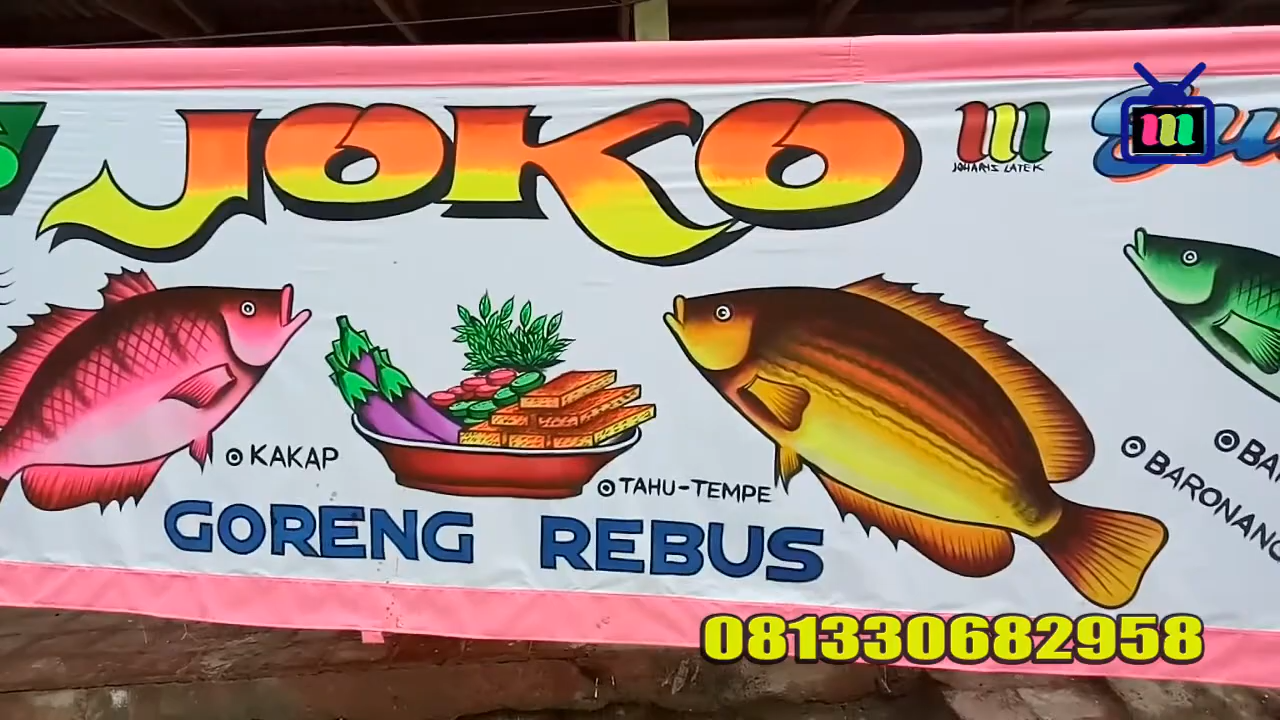 JOKO
m
JOHARIS LATEK
m
KAKAP
TAHU-TEMPE
BARONANG
GORENG REBUS
081330682958